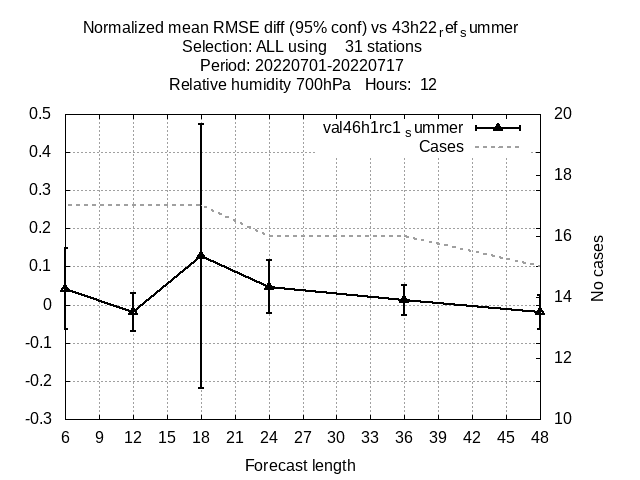 Normalized mean RMSE diff (95% conf) vs 43h22refsummer
Selection: ALL using 31 stations
Period: 20220701-20220717
Relative humidity 700hPa Hours: 12
val46h1rc1summer
Cases
0.5
0.4
0.3
0.2
0.1
0
-0.1
-0.2
-0.3
20
18
16
14
12
10
No cases
6 9 12 15 18 21 24 27 30 33 36 39 42 45 48
Forecast length